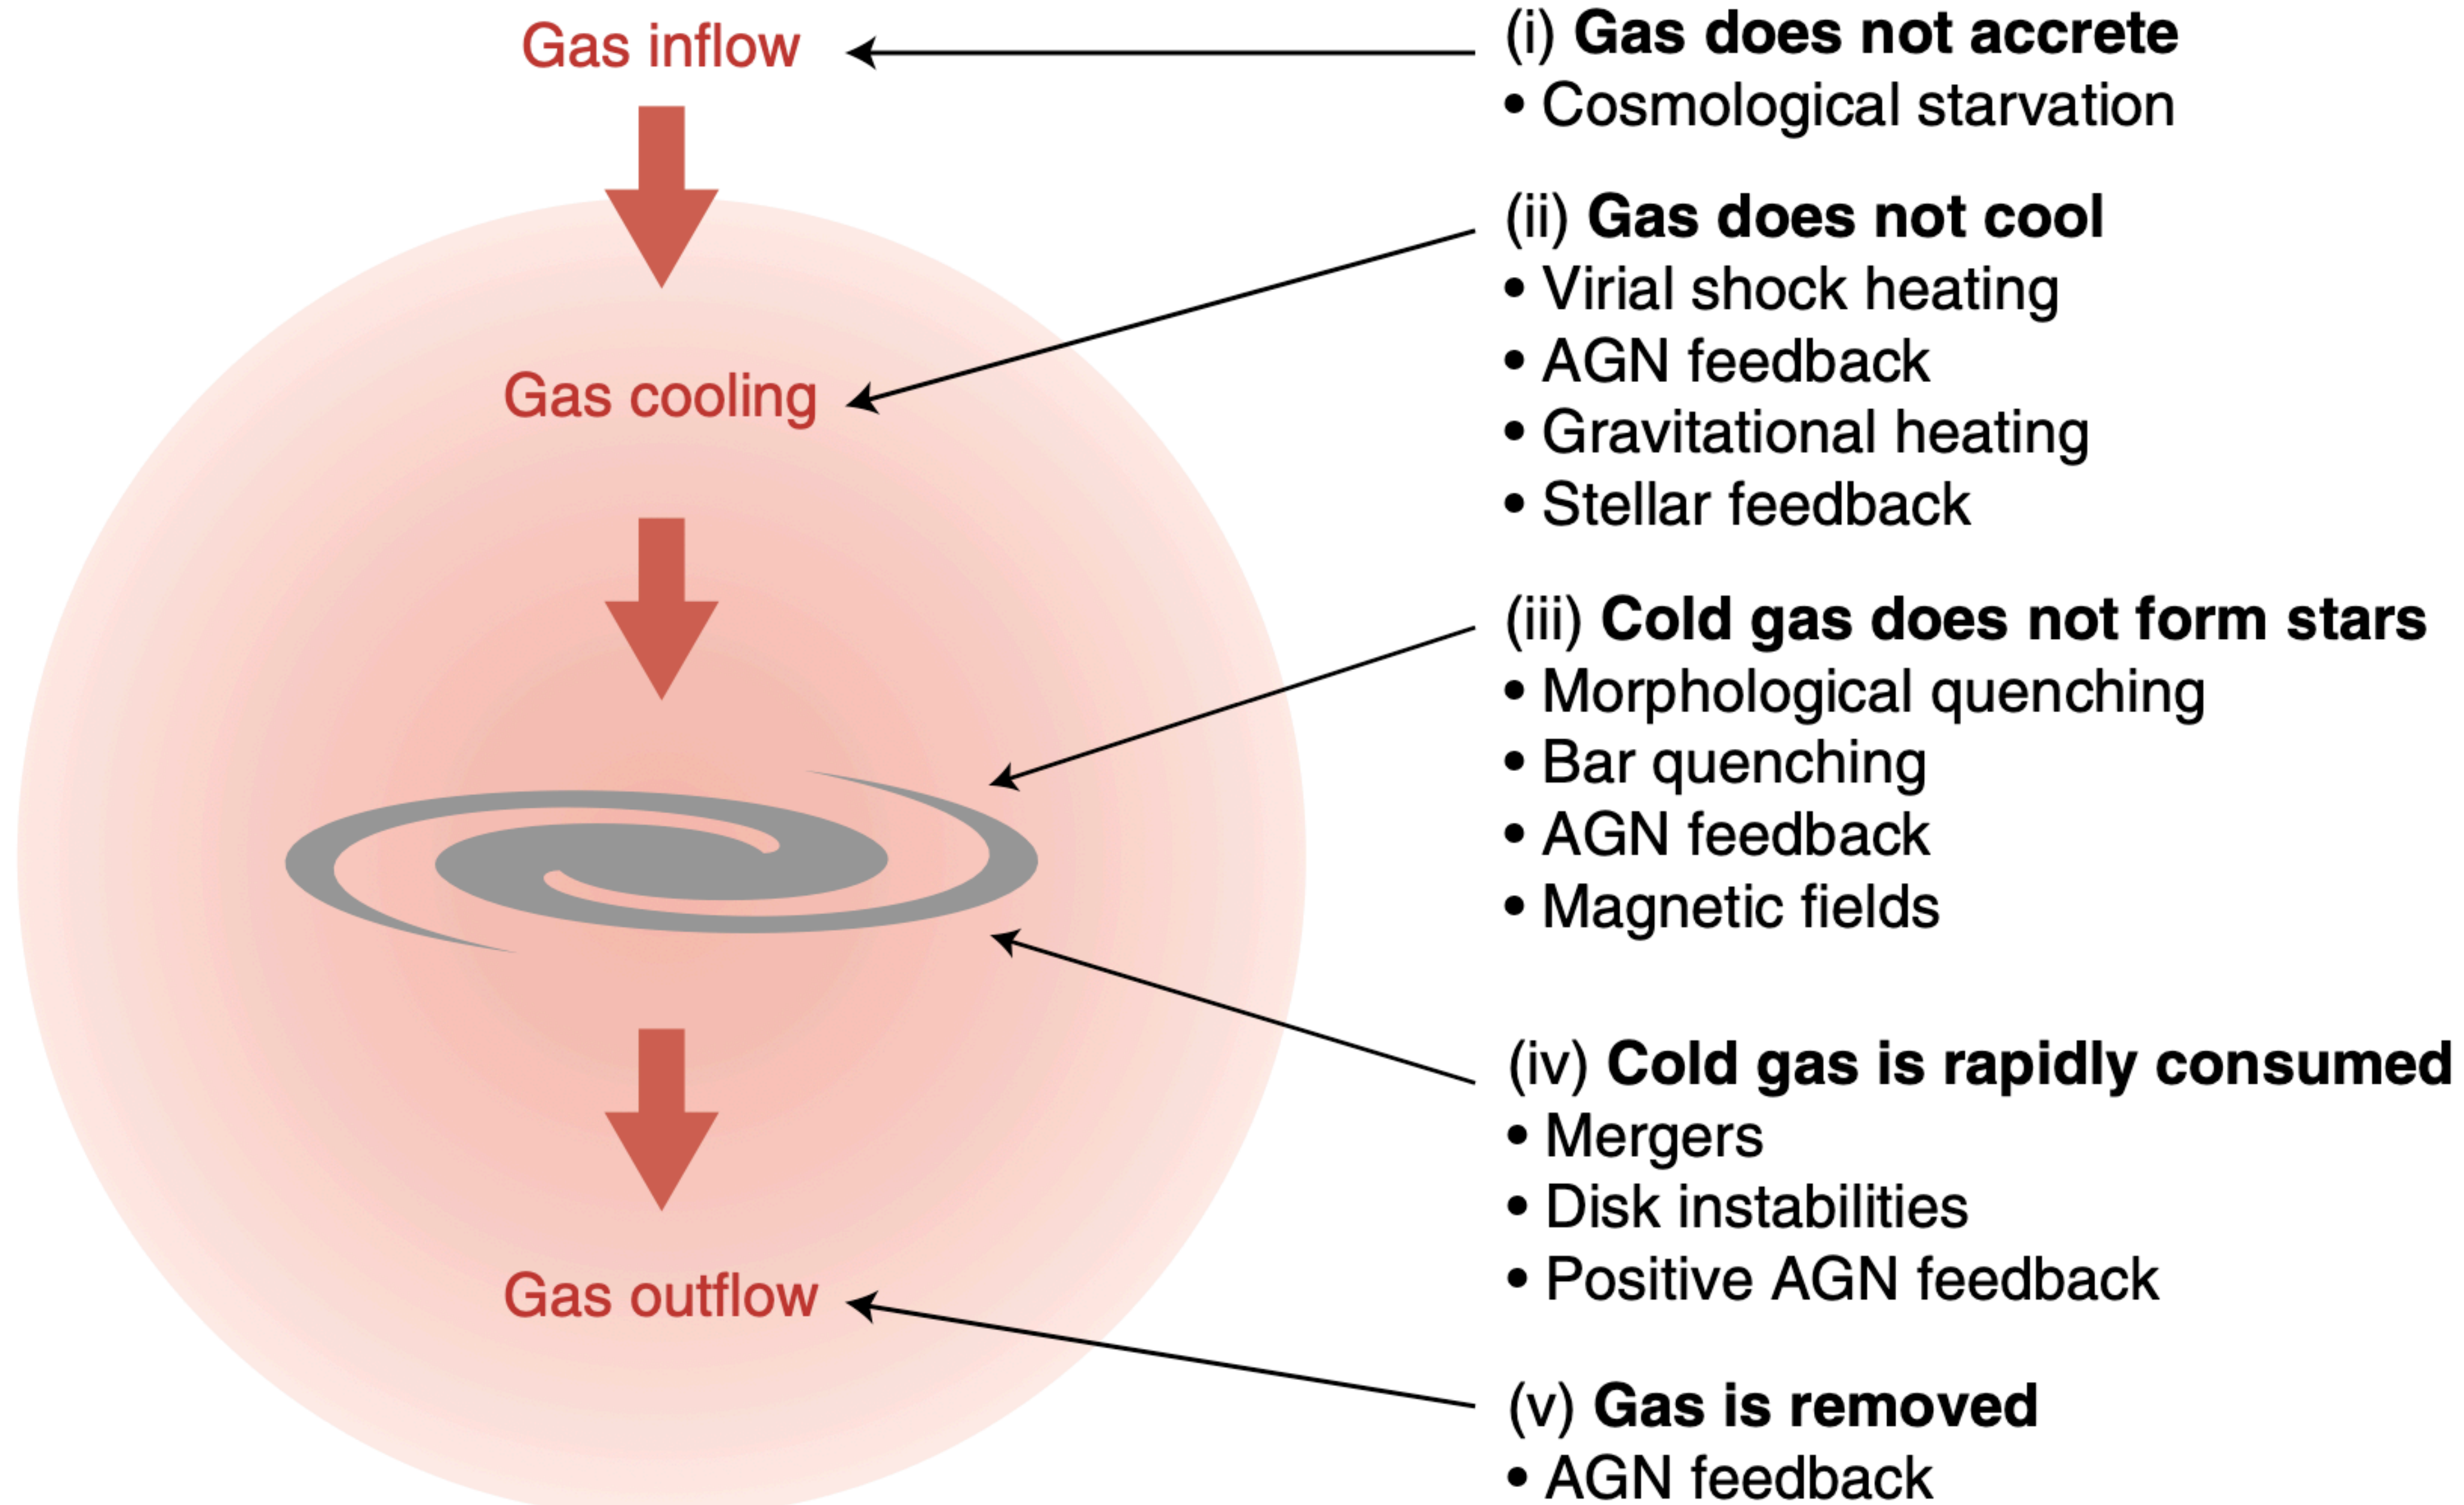 Gas inflow
Gas cooling
Gas outflow
(i) Gas does not accrete
• Cosmological starvation
(ii) Gas does not cool
• Virial shock heating
• AGN feedback
• Gravitational heating
• Stellar feedback
(iii) Cold gas does not form stars
• Morphological quenching
• Bar quenching
• AGN feedback
• Magnetic fields
(iv) Cold gas is rapidly consumed
• Mergers
• Disk instabilities
• Positive AGN feedback
(v) Gas is removed
• AGN feedback